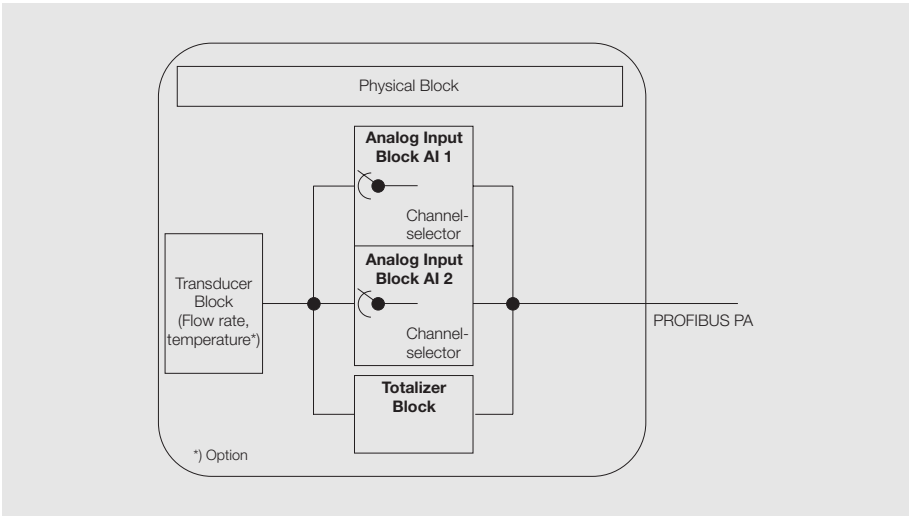 Physical Block
Analog Input
Block AI 1
Channel-
selector
Analog Input
Block AI 2
Channel-
selector
Transducer
Block
(Flow rate,
temperature*)
PROFIBUS PA
Totalizer
Block
*) Option